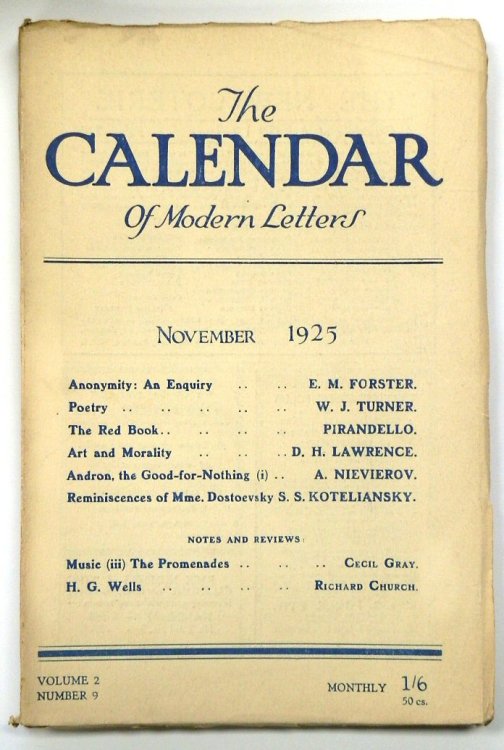 The
CALENDAR
Of Modern Letters
NOVEMBER 1925
Anonymity: An Enquiry .. .. E. M. FORSTER.
Poetry .. .. .. .. .. W. J. TURNER.
The Red Book.. .. .. .. PIRANDELLO.
Art and Morality .. .. .. D. H. LAWRENCE.
Andron, the Good-for-Nothing (i) .. A. NIEVIEROV.
Reminiscences of Mme. Dostoevsky S. S. KOTELIANSKY.
NOTES AND REVIEWS:
Music (iii) The Promenades .. .. .. CECIL GRAY.
H. G. Wells .. .. .. .. RICHARD CHURCH.
VOLUME 2
NUMBER 9
MONTHLY 1/6
50 cs.